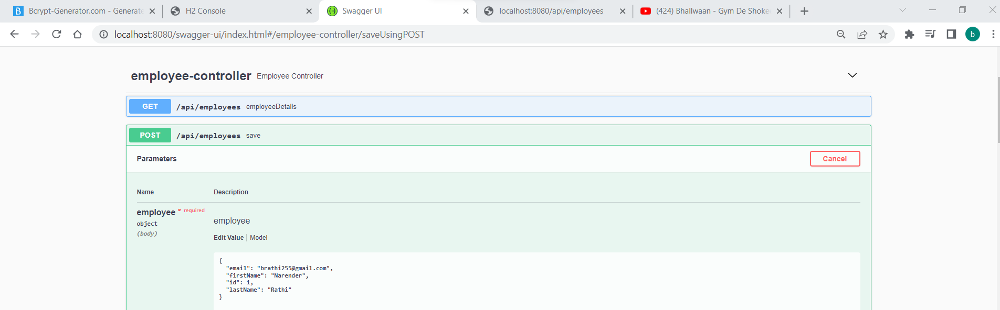 Bcrypt-Generator.com - Generate
H2 Console
Swagger UI
localhost:8080/api/employees
(424) Bhallwaan - Gym De Shoke
localhost:8080/swagger-ui/index.html#/employee-controller/saveUsingPOST
b
employee-controller Employee Controller
GET /api/employees employeeDetails
POST /api/employees save
Parameters
Cancel
Name Description
employee * required
object
(body)
employee
Edit Value | Model
{
"email": "brathi255@gmail.com",
"firstName": "Narender",
"id": 1,
"lastName": "Rathi"
}